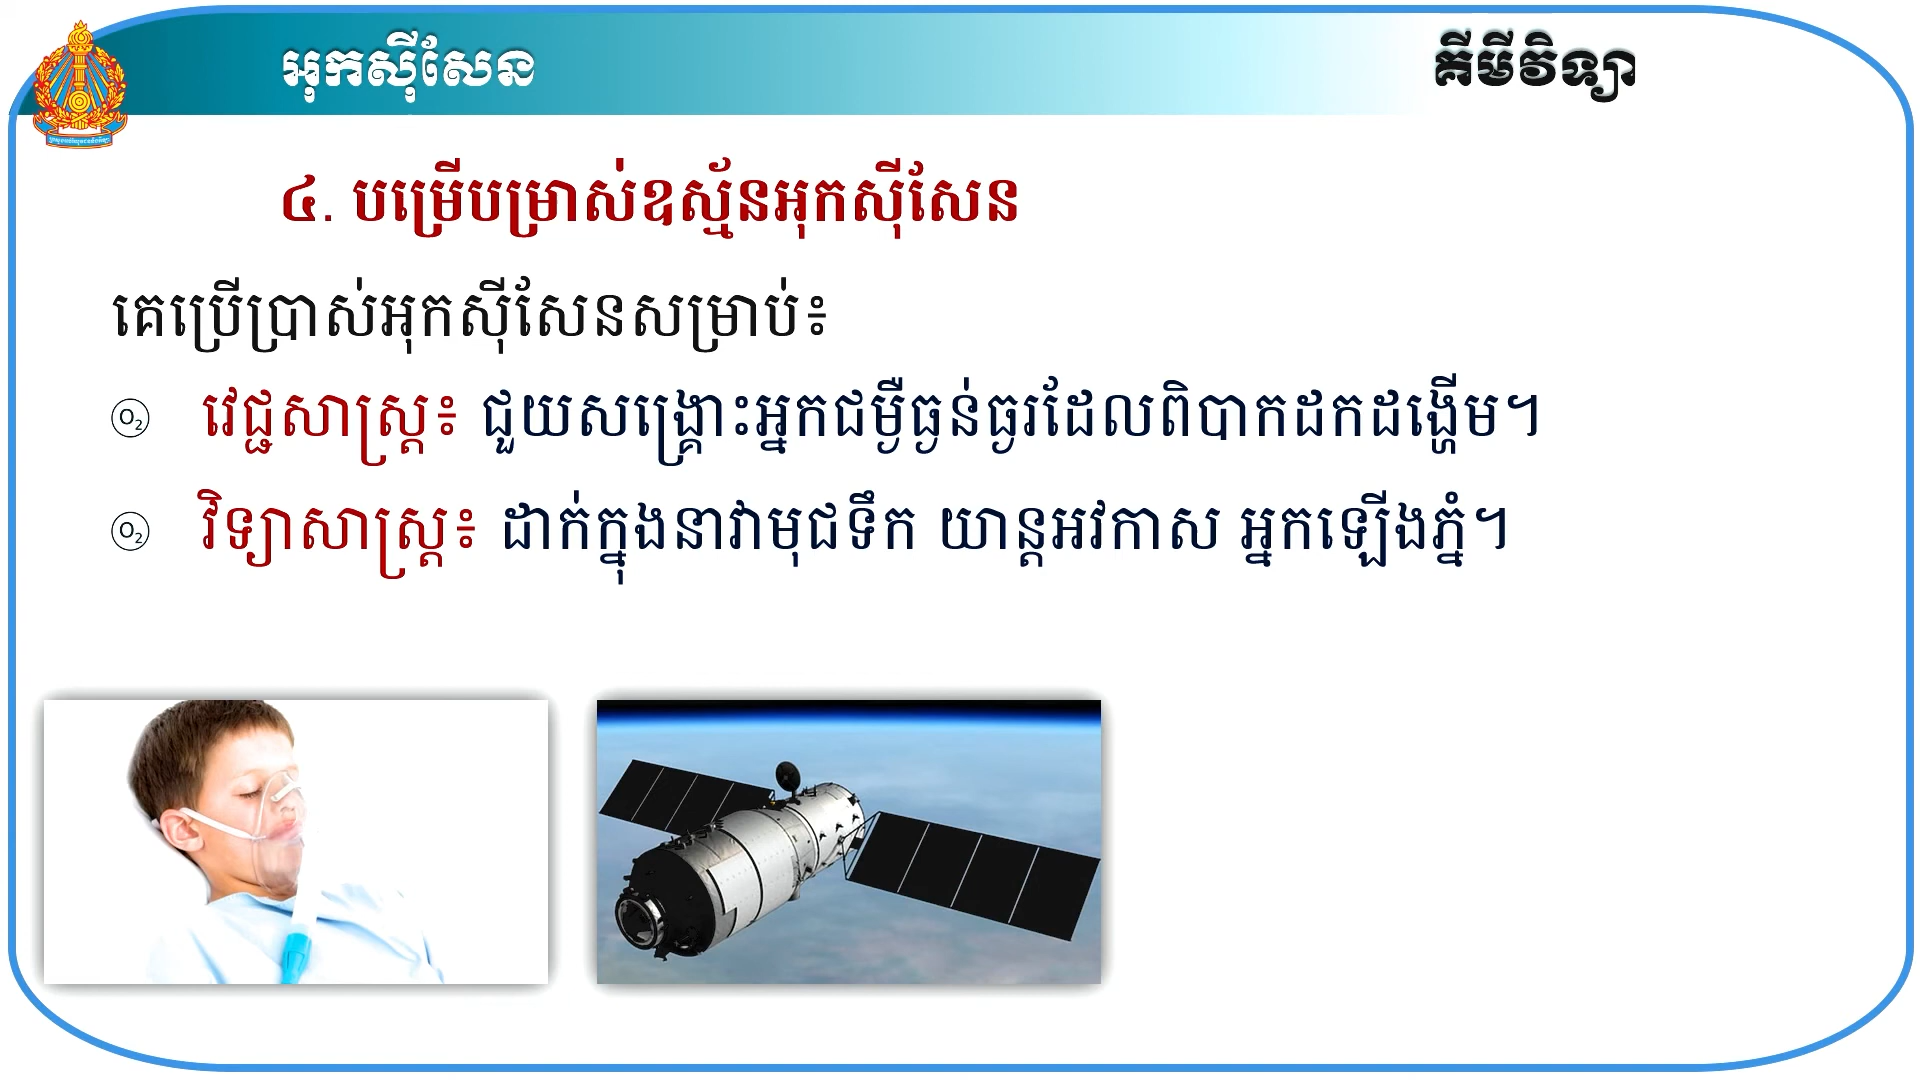 អុកស៊ីសែន
គីមីវិទ្យា
៤. បម្រើបម្រាស់ឧស្ម័នអុកស៊ីសែន
គេប្រើប្រាស់អុកស៊ីសែនសម្រាប់៖
O₂ វេជ្ជសាស្ត្រ៖ ជួយសង្គ្រោះអ្នកជម្ងឺធ្ងន់ធ្ងរដែលពិបាកដកដង្ហើម។
O₂ វិទ្យាសាស្ត្រ៖ ដាក់ក្នុងនាវាមុជទឹក យាន្តអវកាស អ្នកឡើងភ្នំ។